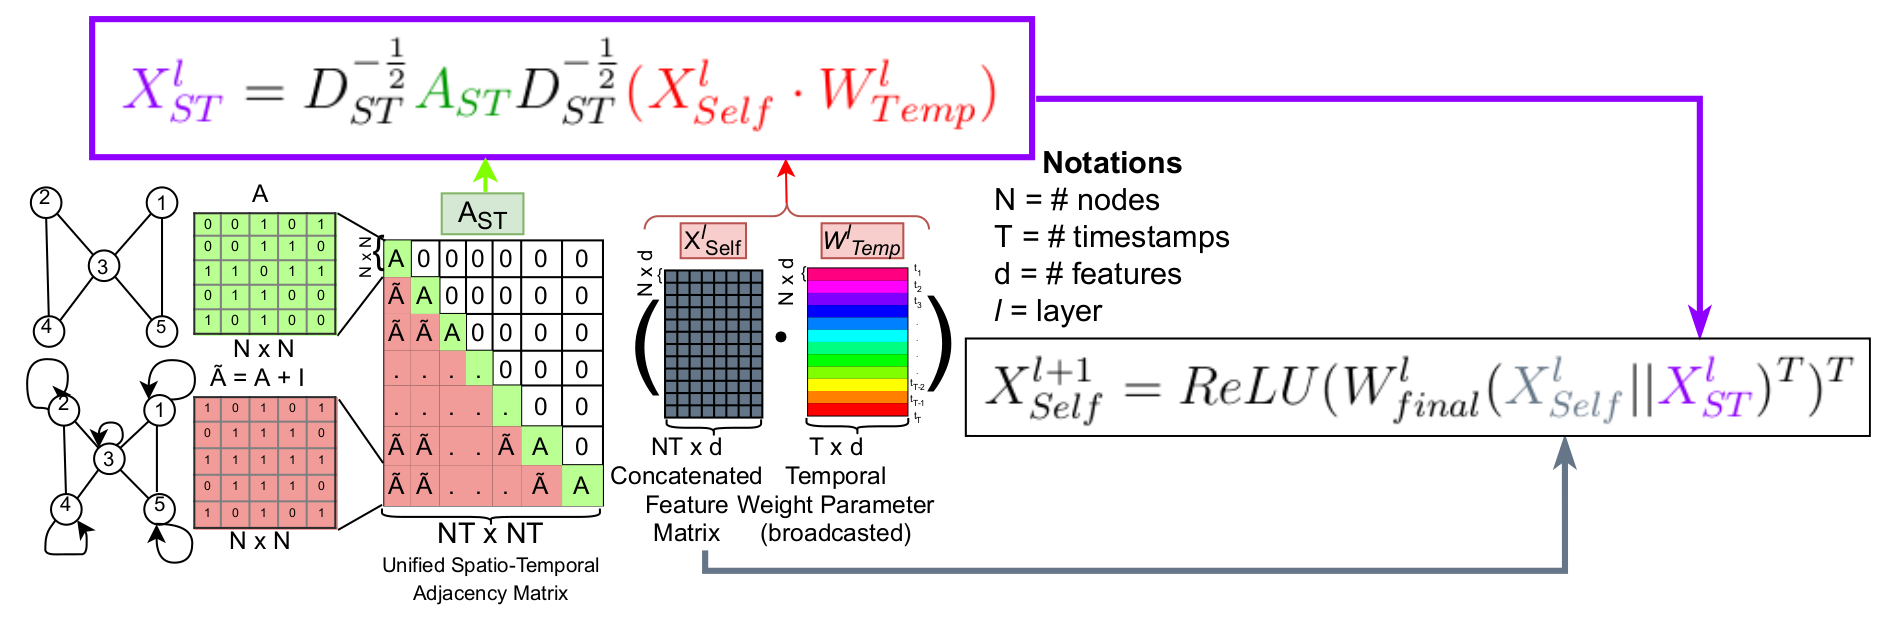 X^l_{ST} = D_{ST}^{-\frac{1}{2}} A_{ST} D_{ST}^{-\frac{1}{2}} (X^l_{Self} · W^l_{Temp})
Notations
N = # nodes
T = # timestamps
d = # features
l = layer
2 1 3 4 5
A
0 0 1 0 1
0 0 1 1 0
1 1 0 1 1
0 1 1 0 0
1 0 1 0 0
N x N
Ã = A + I
2 1 3 4 5
1 0 1 0 1
0 1 1 1 0
1 1 1 1 1
0 1 1 1 0
1 0 1 0 1
N x N
A_{ST}
N x N
A 0 0 0 0 0 0
Ã A 0 0 0 0 0
Ã Ã A 0 0 0 0
. . . . 0 0 0
. . . . . 0 0
Ã Ã . . Ã A 0
Ã Ã . . . Ã A
NT x NT
Unified Spatio-Temporal
Adjacency Matrix
X^l_{Self}
N x d
NT x d
Concatenated
Feature
Matrix
W^l_{Temp}
N x d
t_1
t_2
t_3
.
.
.
.
t_{T-2}
t_{T-1}
t_T
T x d
Temporal
Weight Parameter
(broadcasted)
X^{l+1}_{Self} = ReLU(W^l_{final}(X^l_{Self}||X^l_{ST})^T)^T